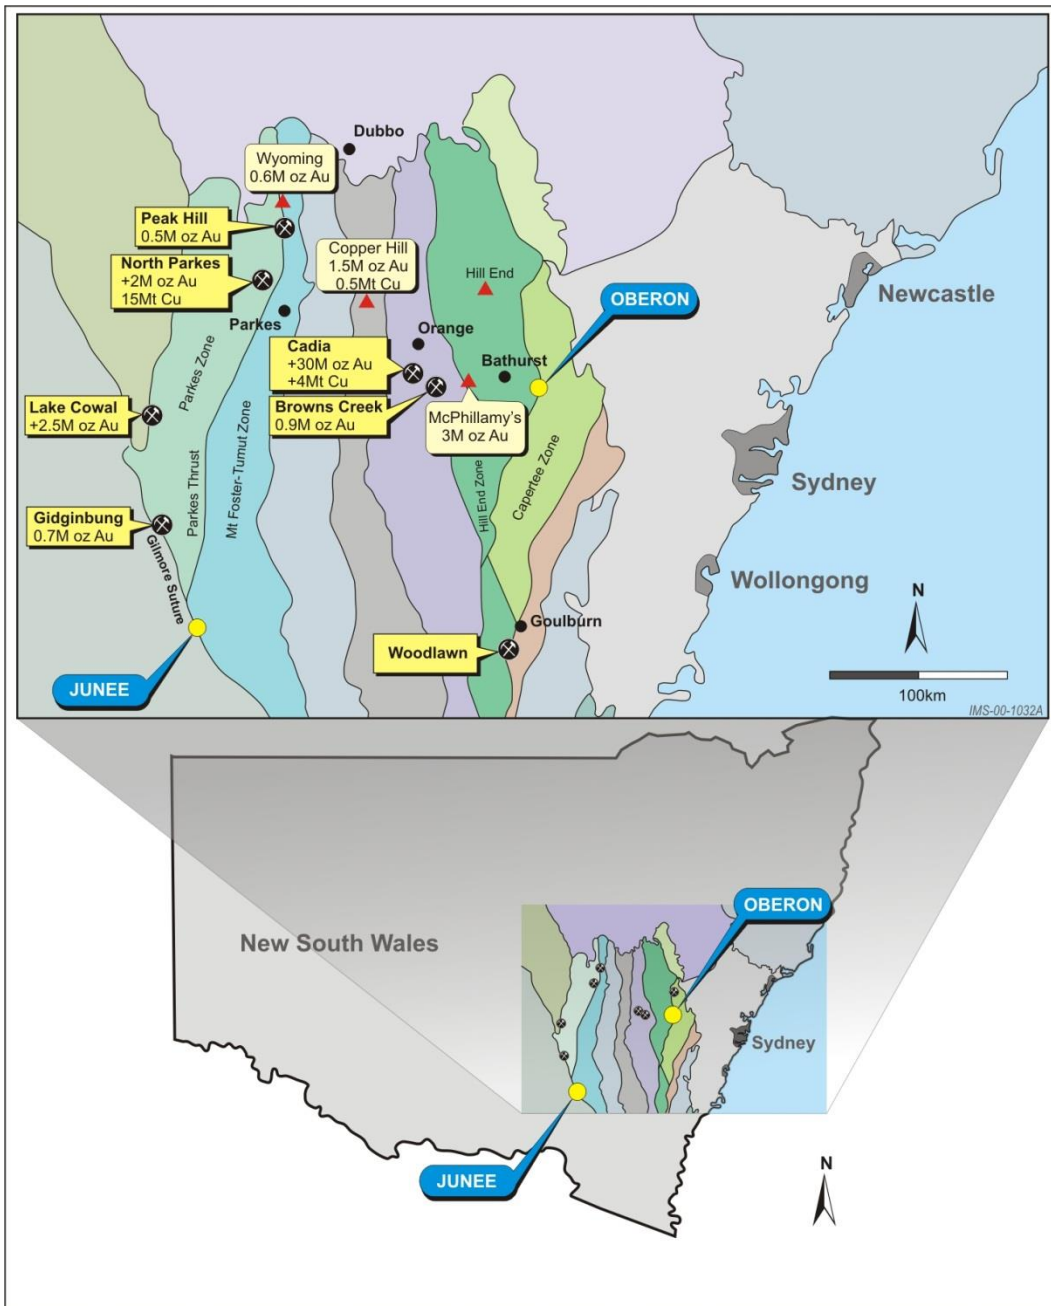 Dubbo
Wyoming
0.6M oz Au
Peak Hill
0.5M oz Au
Copper Hill
1.5M oz Au
0.5Mt Cu
North Parkes
+2M oz Au
15Mt Cu
Hill End
OBERON
Newcastle
Parkes
Orange
Cadia
+30M oz Au
+4Mt Cu
Bathurst
Parkes Zone
Browns Creek
0.9M oz Au
Lake Cowal
+2.5M oz Au
McPhillamy's
3M oz Au
Parkes Thrust
Mt Foster-Tumut Zone
Hill End Zone
Capertee Zone
Sydney
Gidginbung
0.7M oz Au
Gilmore Suture
Wollongong
N
Goulburn
Woodlawn
JUNEE
100km
IMS-00-1032A
OBERON
New South Wales
Sydney
JUNEE
N